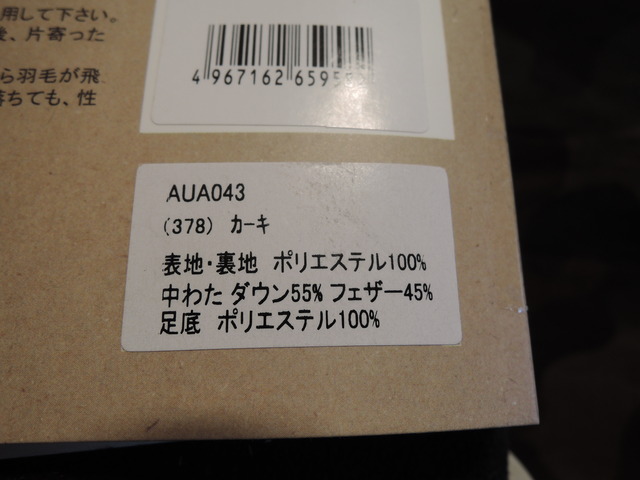 用して下さい。
後、片寄った
ら羽毛が飛
落ちても、性
4 967162 6595
AUA043
(378) カーキ
表地・裏地 ポリエステル100%
中わた ダウン55% フェザー45%
足底 ポリエステル100%